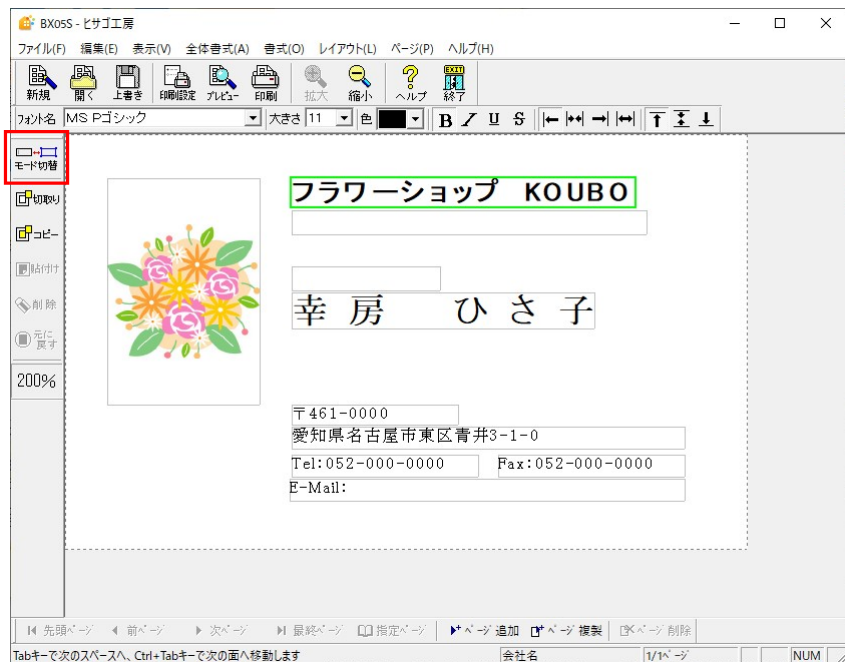 BX05S - ヒサゴ工房
ファイル(F) 編集(E) 表示(V) 全体書式(A) 書式(O) レイアウト(L) ページ(P) ヘルプ(H)
新規 開く 上書き 印刷設定 プレビュー 印刷 拡大 縮小 ヘルプ EXIT 終了
フォント名 MS Pゴシック 大きさ 11 色 B I U S
モード切替
切取り
コピー
貼付け
削除
元に
戻す
200%
フラワーショップ KOUBO
幸房 ひさ子
〒461-0000
愛知県名古屋市東区青井3-1-0
Tel:052-000-0000 Fax:052-000-0000
E-Mail:
先頭ページ 前ページ 次ページ 最終ページ 指定ページ ページ追加 ページ複製 ページ削除
Tabキーで次のスペースへ、Ctrl+Tabキーで次の面へ移動します 会社名 1/1ページ NUM